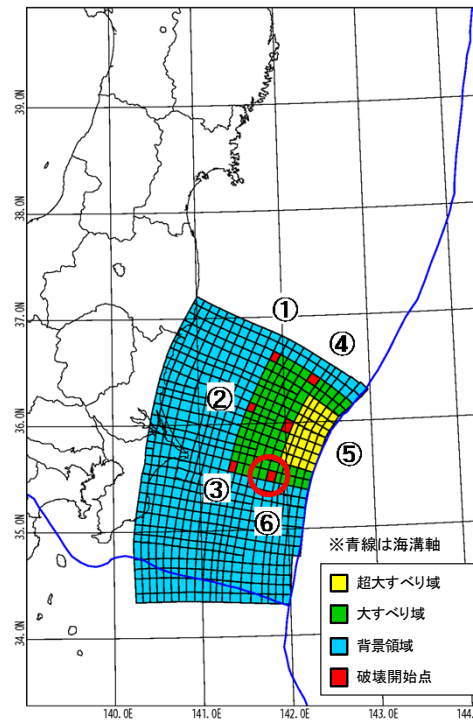 39.0N
38.0N
37.0N
36.0N
35.0N
34.0N
①
④
②
⑤
③
⑥
※青線は海溝軸
超大すべり域
大すべり域
背景領域
破壊開始点
140.0E
141.0E
142.0E
143.0E
144.